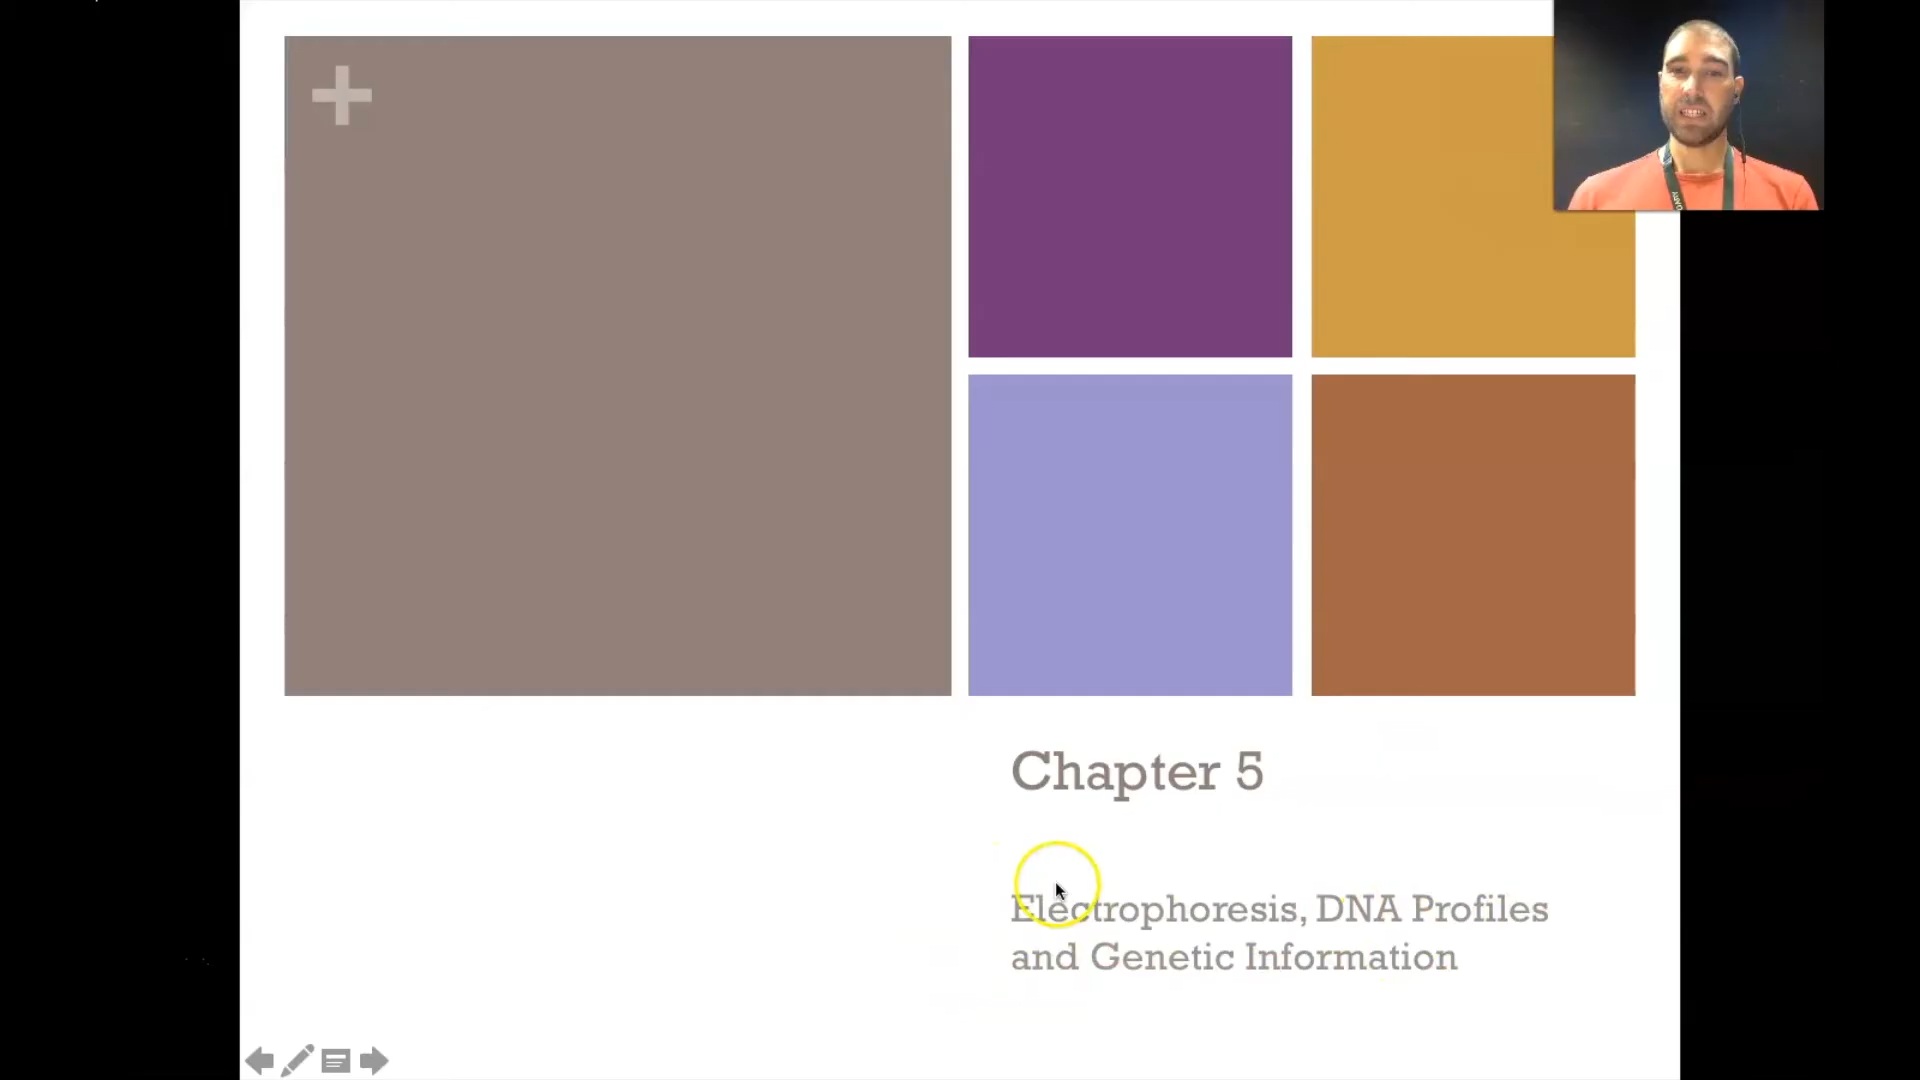 Chapter 5
Electrophoresis, DNA Profiles
and Genetic Information